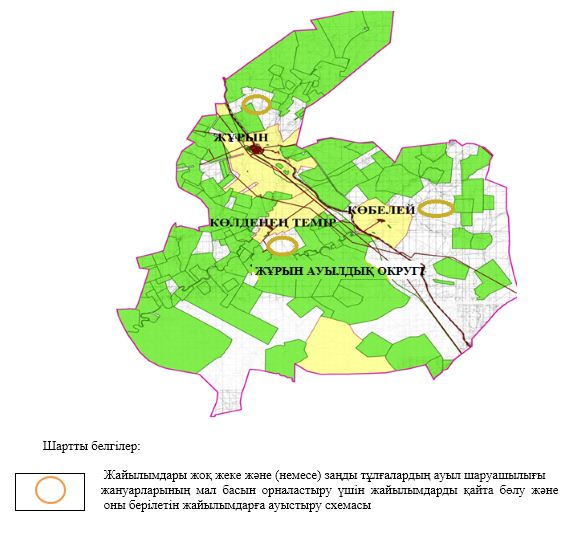 ЖҰРЫН
КӨБЕЛЕЙ
КӨЛДЕНЕҢ ТЕМІР
ЖҰРЫН АУЫЛДЫҚ ОКРУГІ
Шартты белгілер:
Жайылымдары жоқ жеке және (немесе) заңды тұлғалардың ауыл шаруашылығы
жануарларының мал басын орналастыру үшін жайылымдарды қайта бөлу және
оны берілетін жайылымдарға ауыстыру схемасы